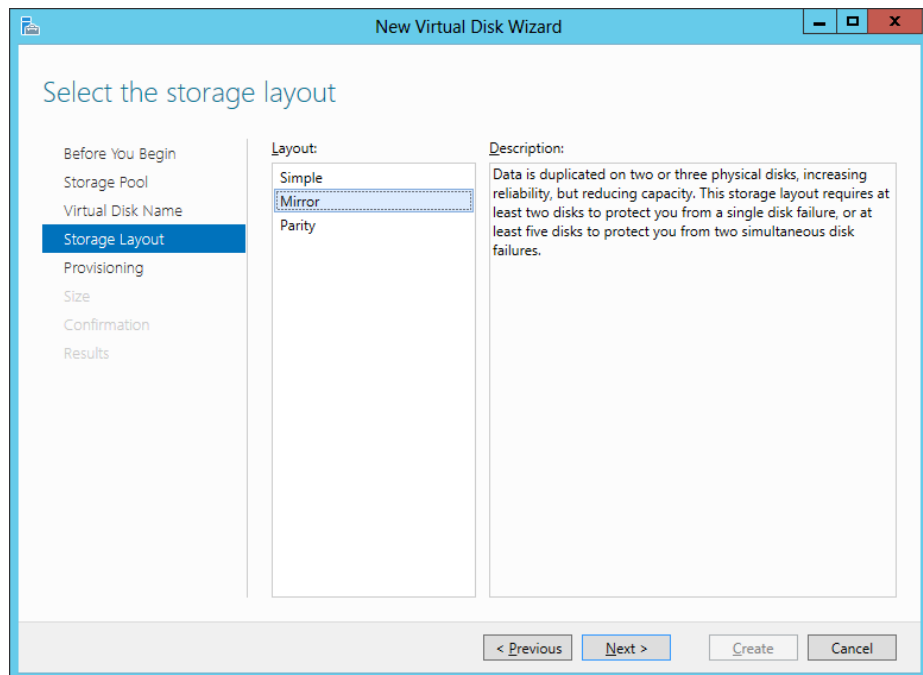 New Virtual Disk Wizard
Select the storage layout
Before You Begin
Storage Pool
Virtual Disk Name
Storage Layout
Provisioning
Size
Confirmation
Results
Layout:
Simple
Mirror
Parity
Description:
Data is duplicated on two or three physical disks, increasing
reliability, but reducing capacity. This storage layout requires at
least two disks to protect you from a single disk failure, or at
least five disks to protect you from two simultaneous disk
failures.
< Previous
Next >
Create
Cancel